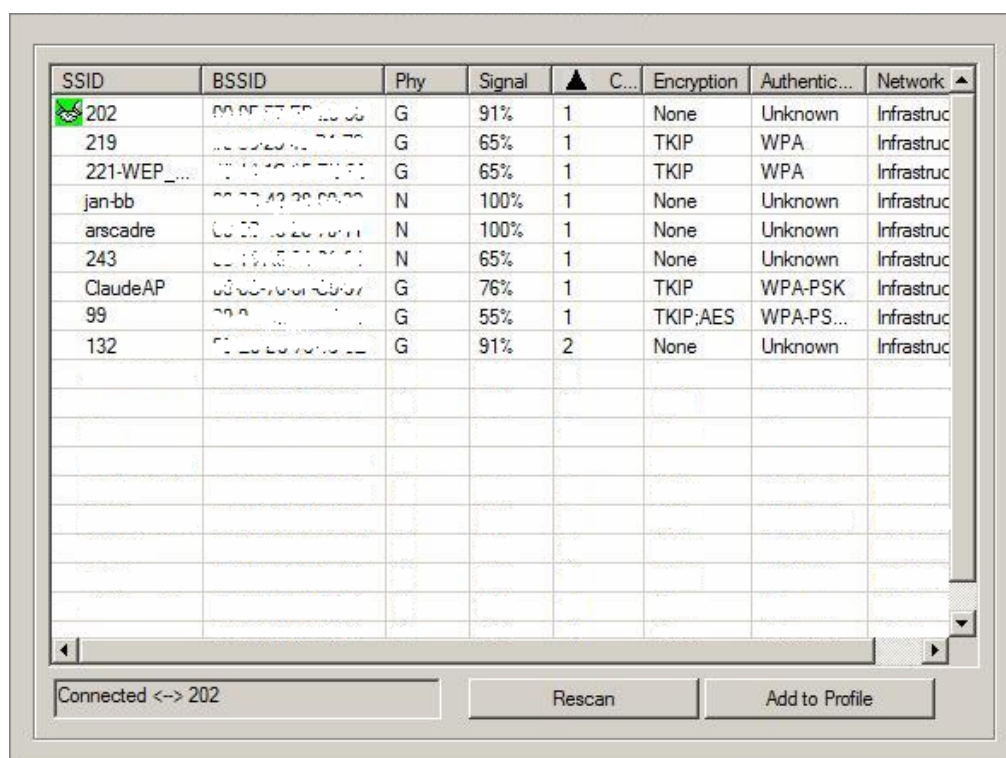 SSID BSSID Phy Signal C... Encryption Authentic... Network
202 G 91% 1 None Unknown Infrastruc
219 G 65% 1 TKIP WPA Infrastruc
221-WEP_... G 65% 1 TKIP WPA Infrastruc
jan-bb N 100% 1 None Unknown Infrastruc
arscadre N 100% 1 None Unknown Infrastruc
243 N 65% 1 None Unknown Infrastruc
ClaudeAP G 76% 1 TKIP WPA-PSK Infrastruc
99 G 55% 1 TKIP;AES WPA-PS... Infrastruc
132 G 91% 2 None Unknown Infrastruc
Connected <--> 202 Rescan Add to Profile